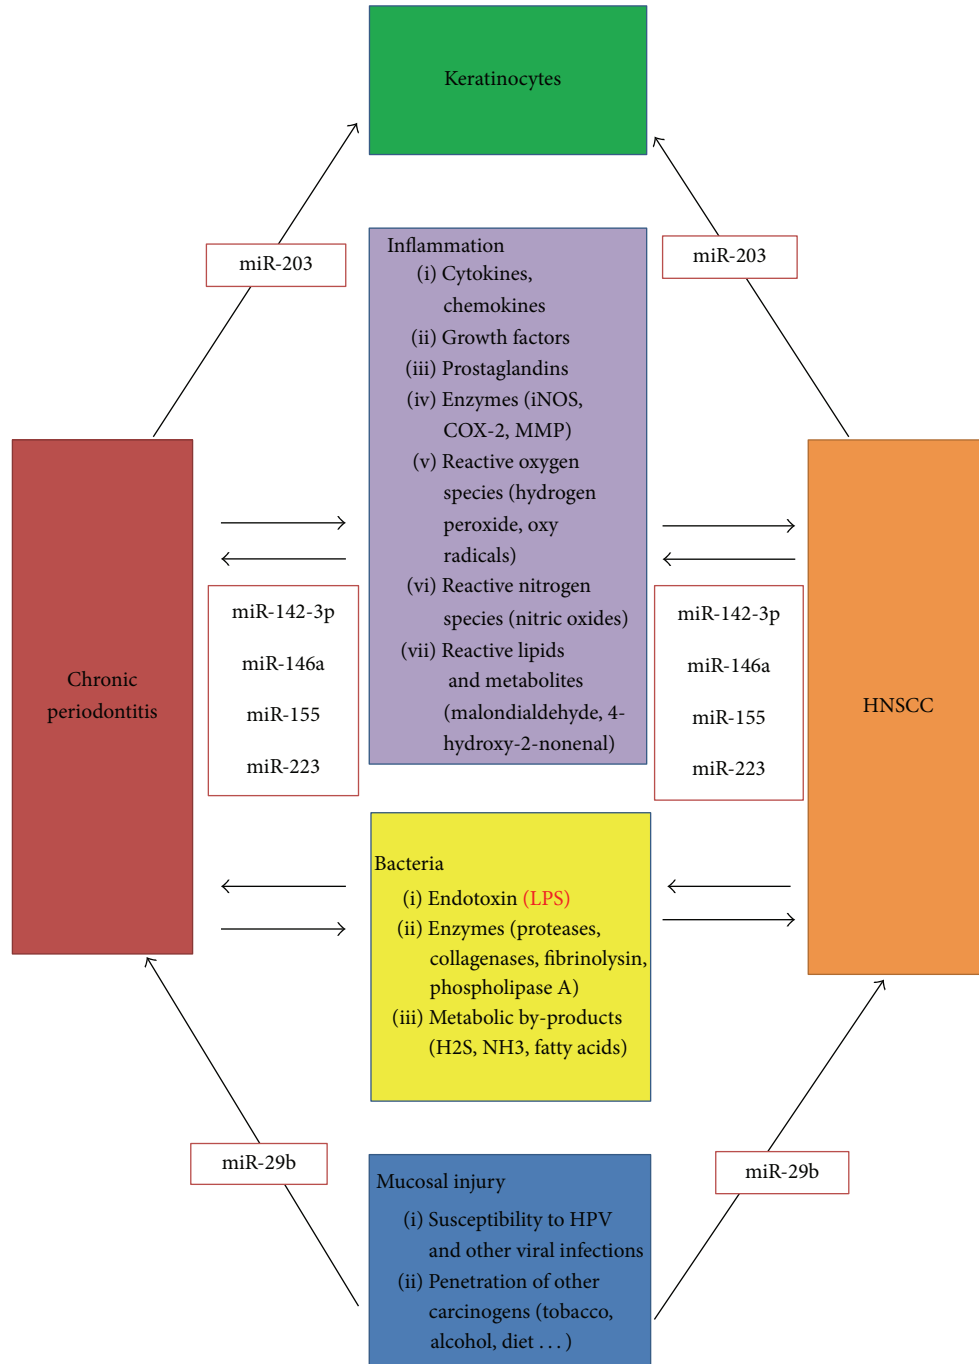 Keratinocytes
miR-203
miR-203
Inflammation
(i) Cytokines,
chemokines
(ii) Growth factors
(iii) Prostaglandins
(iv) Enzymes (iNOS,
COX-2, MMP)
(v) Reactive oxygen
species (hydrogen
peroxide, oxy
radicals)
(vi) Reactive nitrogen
species (nitric oxides)
(vii) Reactive lipids
and metabolites
(malondialdehyde, 4-
hydroxy-2-nonenal)
Chronic
periodontitis
miR-142-3p
miR-146a
miR-155
miR-223
miR-142-3p
miR-146a
miR-155
miR-223
HNSCC
Bacteria
(i) Endotoxin (LPS)
(ii) Enzymes (proteases,
collagenases, fibrinolysin,
phospholipase A)
(iii) Metabolic by-products
(H2S, NH3, fatty acids)
miR-29b
miR-29b
Mucosal injury
(i) Susceptibility to HPV
and other viral infections
(ii) Penetration of other
carcinogens (tobacco,
alcohol, diet . . . )